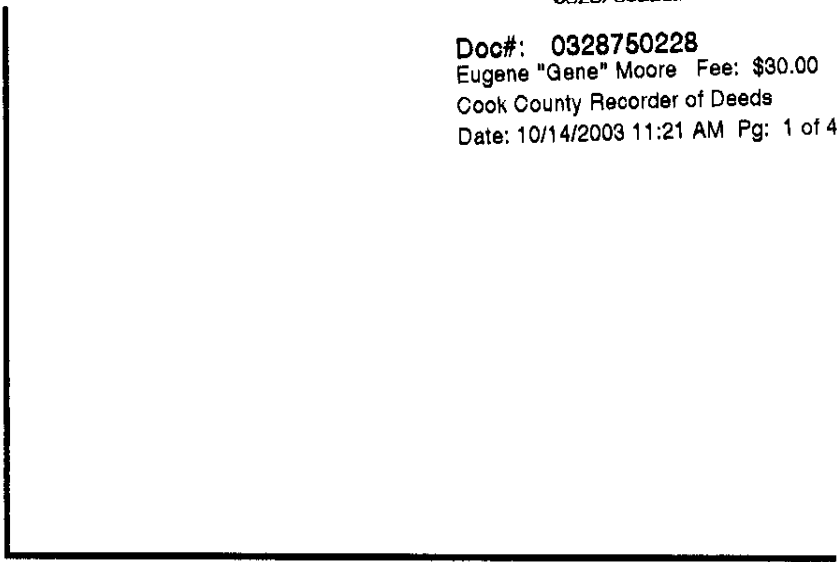 Doc#: 0328750228
Eugene "Gene" Moore Fee: $30.00
Cook County Recorder of Deeds
Date: 10/14/2003 11:21 AM Pg: 1 of 4